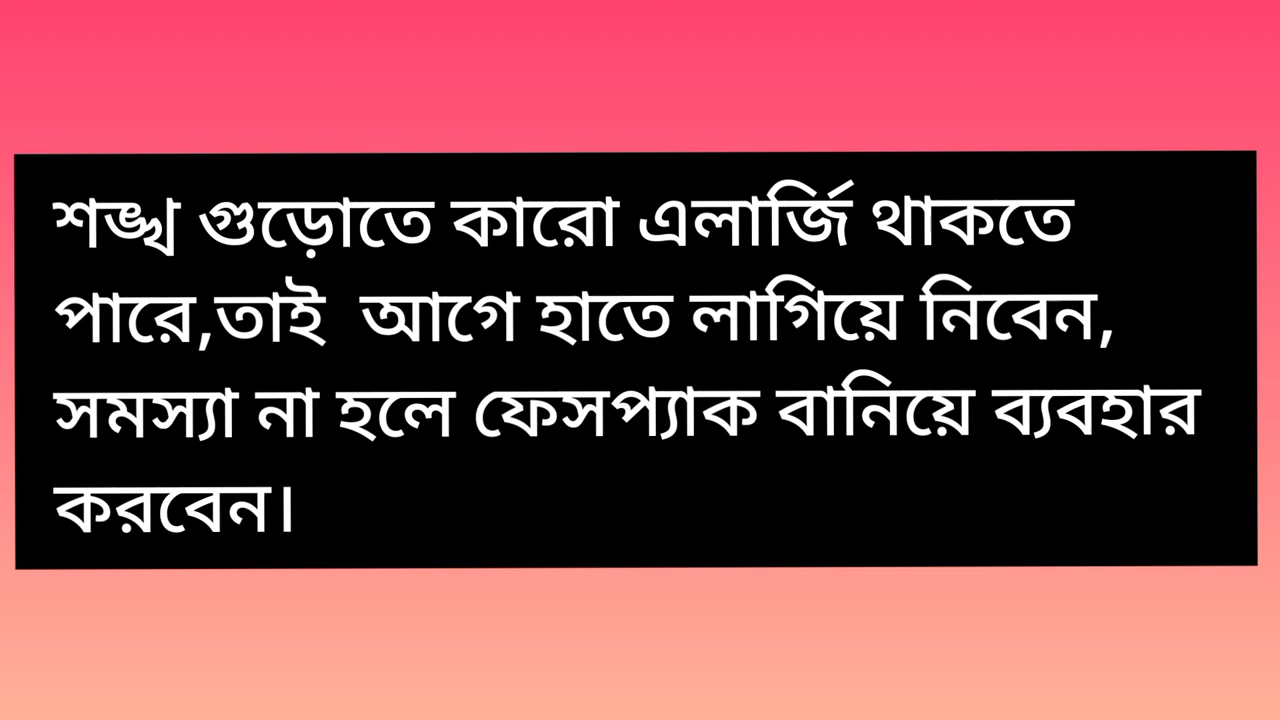 শঙ্খ গুড়োতে কারো এলার্জি থাকতে
পারে,তাই  আগে হাতে লাগিয়ে নিবেন,
সমস্যা না হলে ফেসপ্যাক বানিয়ে ব্যবহার
করবেন।